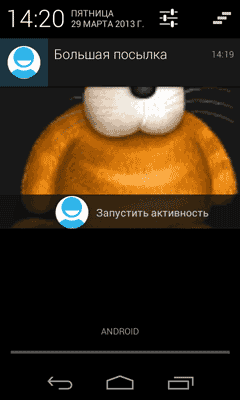 14:20 ПЯТНИЦА
29 МАРТА 2013 Г.
Большая посылка 14:19
Запустить активность
ANDROID